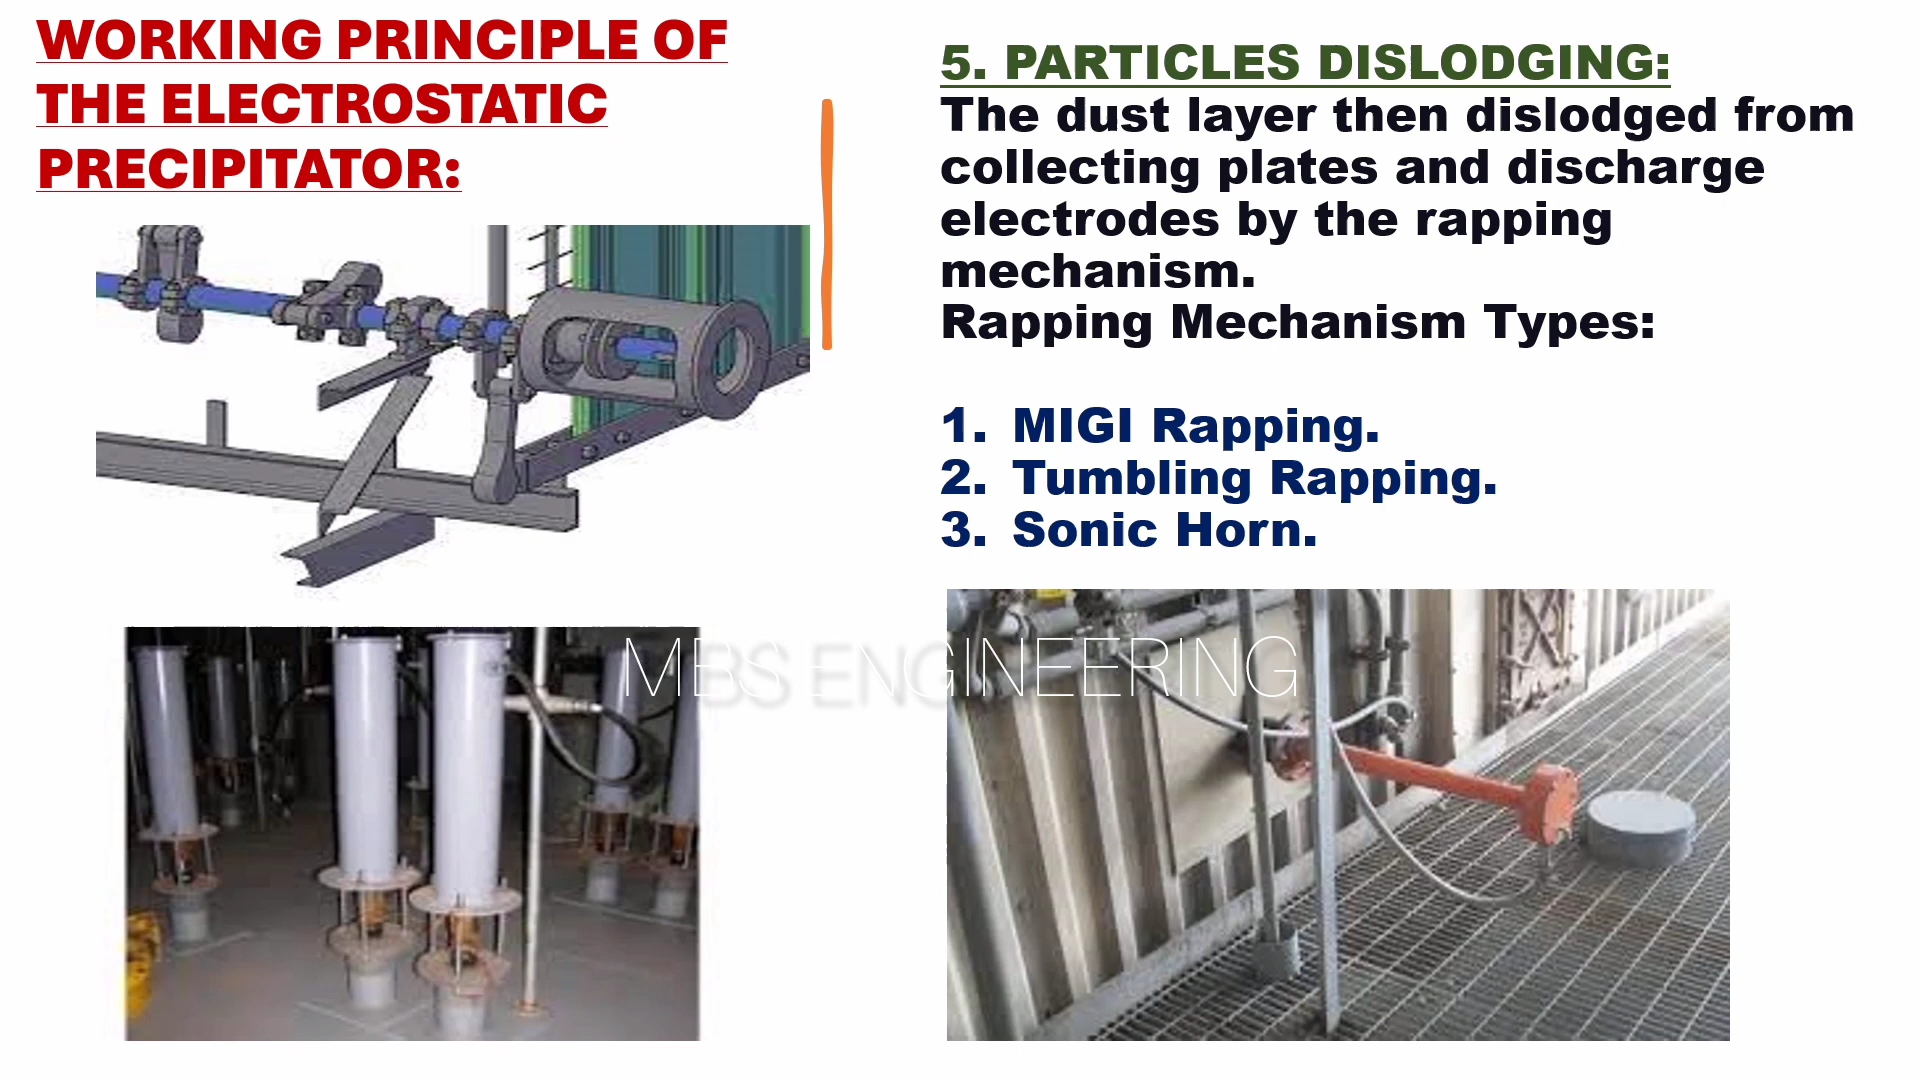 WORKING PRINCIPLE OF
THE ELECTROSTATIC
PRECIPITATOR:
5. PARTICLES DISLODGING:
The dust layer then dislodged from
collecting plates and discharge
electrodes by the rapping
mechanism.
Rapping Mechanism Types:
1. MIGI Rapping.
2. Tumbling Rapping.
3. Sonic Horn.
MBS ENGINEERING